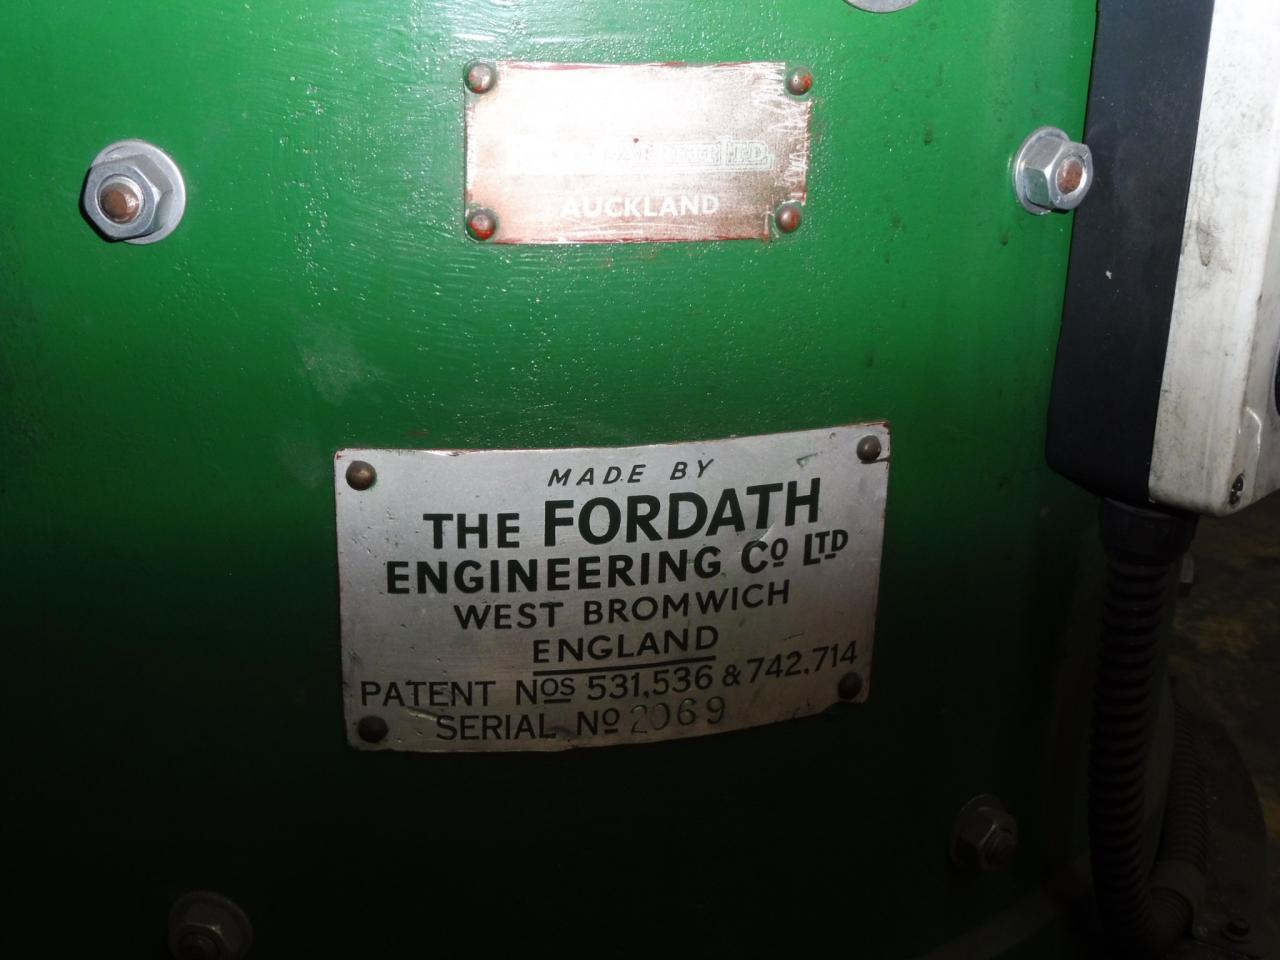 LTD.
AUCKLAND
MADE BY
THE FORDATH
ENGINEERING Co LTD
WEST BROMWICH
ENGLAND
PATENT Nos 531,536 & 742,714
SERIAL No 2069